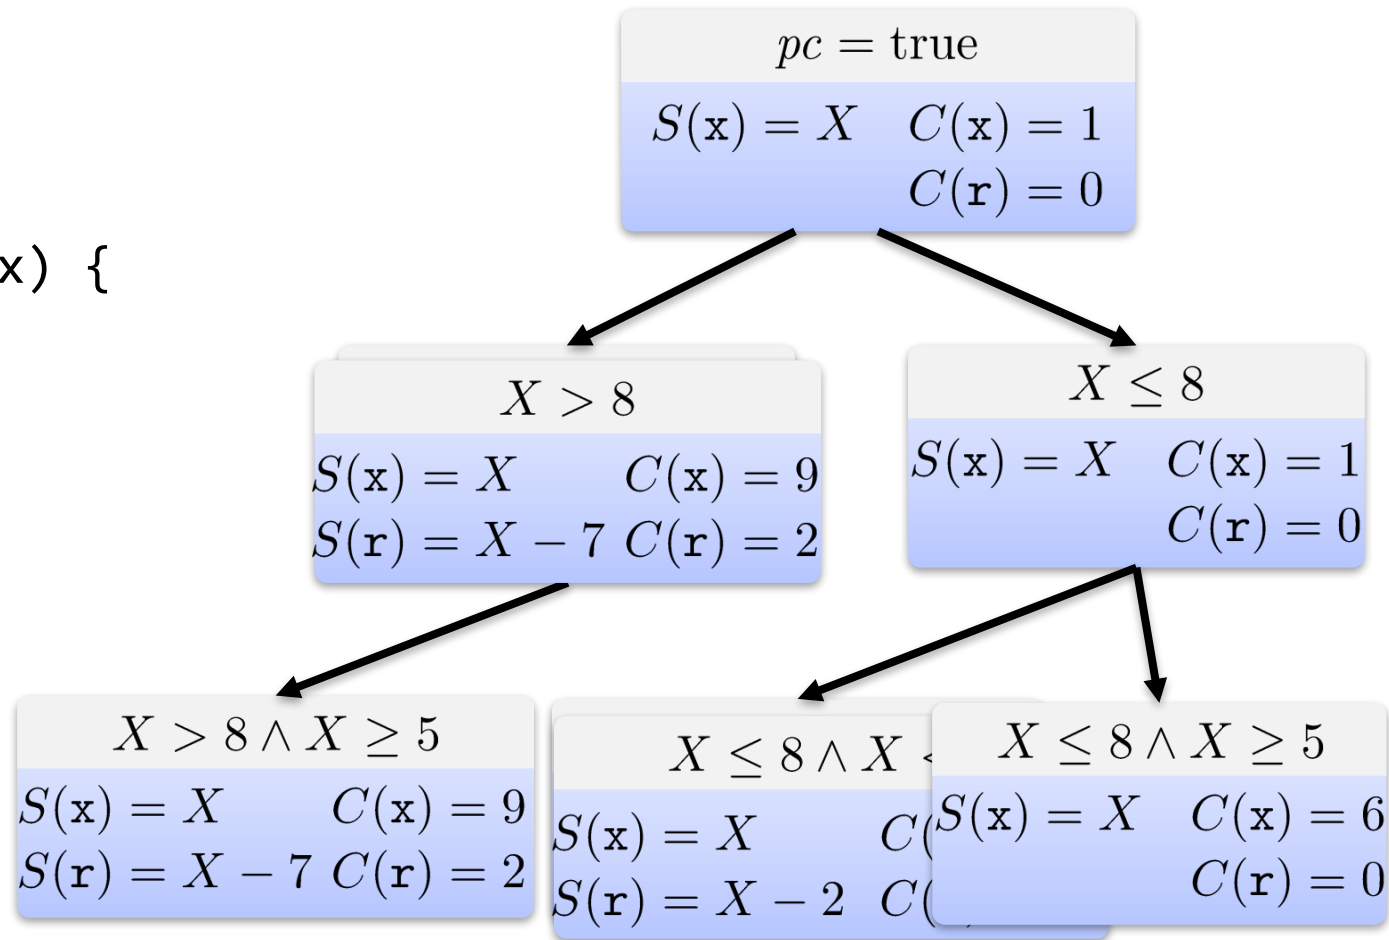 pc = true
S(x) = X C(x) = 1
C(r) = 0
x) {
X > 8
S(x) = X C(x) = 9
S(r) = X − 7 C(r) = 2
X ≤ 8
S(x) = X C(x) = 1
C(r) = 0
X > 8 ∧ X ≥ 5
S(x) = X C(x) = 9
S(r) = X − 7 C(r) = 2
X ≤ 8 ∧ X <
S(x) = X C(
S(r) = X − 2 C(
X ≤ 8 ∧ X ≥ 5
S(x) = X C(x) = 6
C(r) = 0